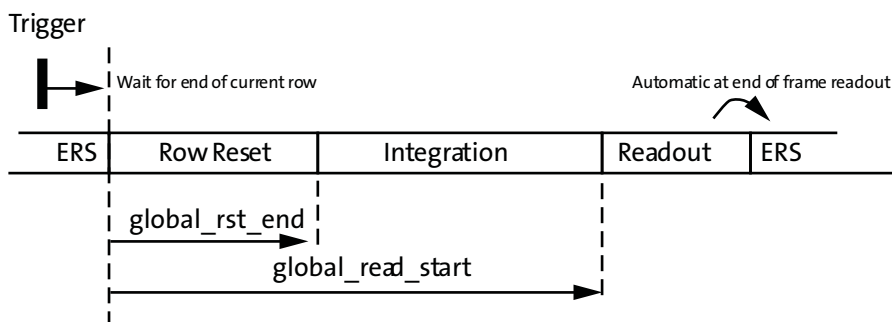 Trigger
Wait for end of current row
Automatic at end of frame readout
ERS Row Reset Integration Readout ERS
global_rst_end
global_read_start